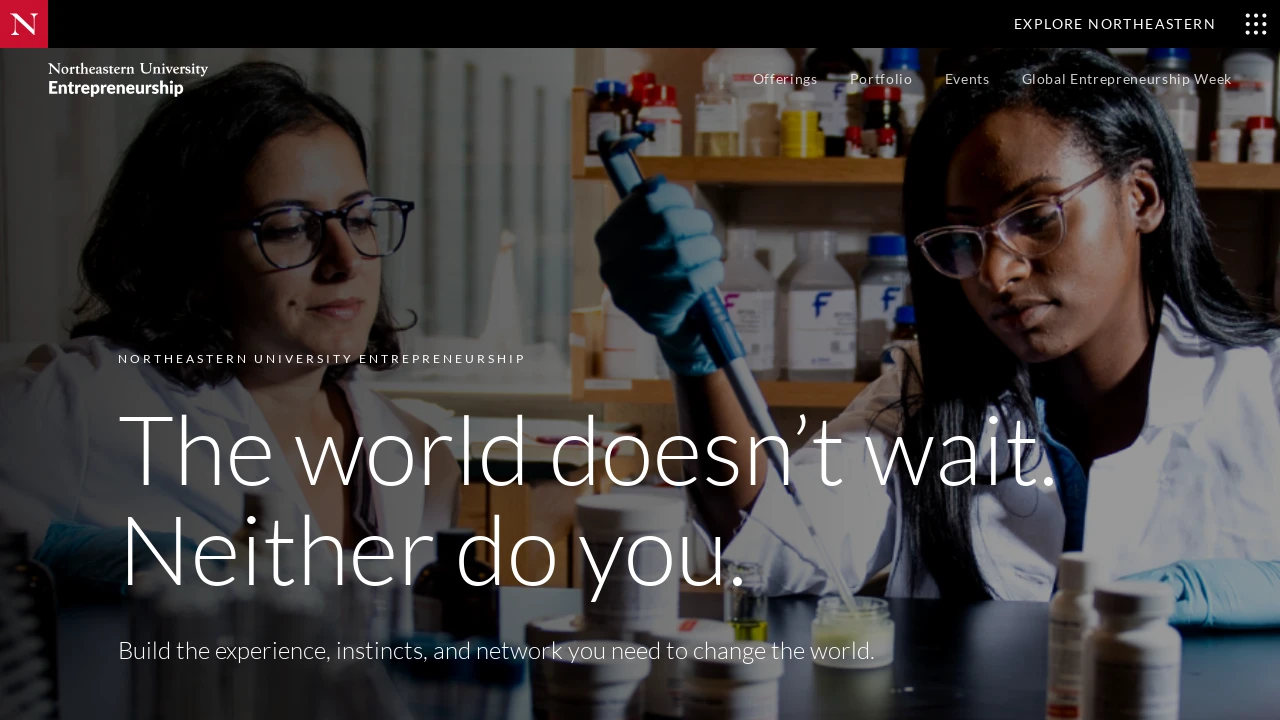 N
EXPLORE NORTHEASTERN
Northeastern University
Entrepreneurship
Offerings
Portfolio
Events
Global Entrepreneurship Week
NORTHEASTERN UNIVERSITY ENTREPRENEURSHIP
The world doesn’t wait.
Neither do you.
Build the experience, instincts, and network you need to change the world.